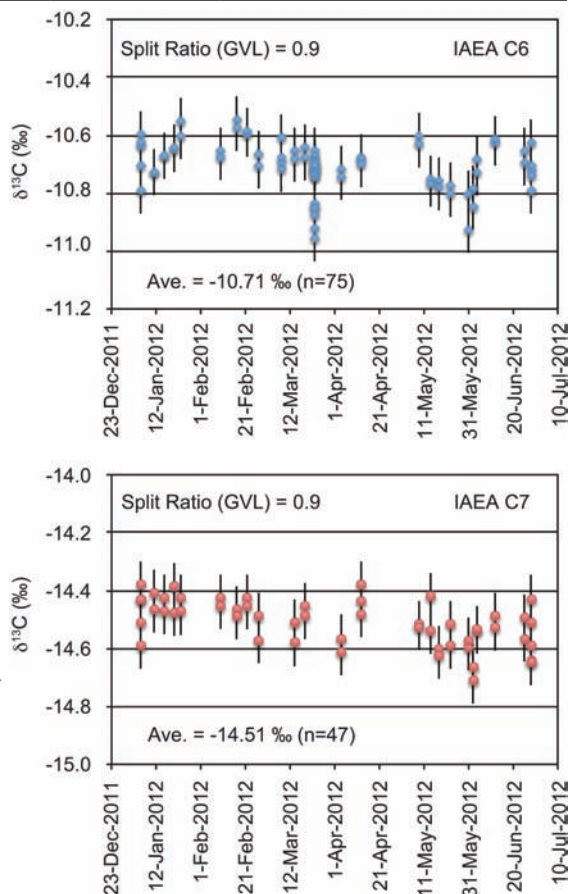 -10.2
Split Ratio (GVL) = 0.9 IAEA C6
-10.4
-10.6
δ¹³C (‰)
-10.8
-11.0
Ave. = -10.71 ‰ (n=75)
-11.2
23-Dec-2011
12-Jan-2012
1-Feb-2012
21-Feb-2012
12-Mar-2012
1-Apr-2012
21-Apr-2012
11-May-2012
31-May-2012
20-Jun-2012
10-Jul-2012
-14.0
Split Ratio (GVL) = 0.9 IAEA C7
-14.2
-14.4
δ¹³C (‰)
-14.6
-14.8
Ave. = -14.51 ‰ (n=47)
-15.0
23-Dec-2011
12-Jan-2012
1-Feb-2012
21-Feb-2012
12-Mar-2012
1-Apr-2012
21-Apr-2012
11-May-2012
31-May-2012
20-Jun-2012
10-Jul-2012